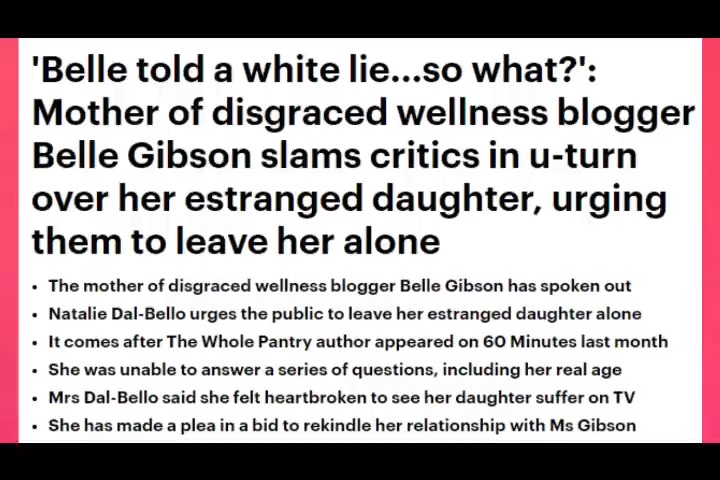 'Belle told a white lie...so what?':
Mother of disgraced wellness blogger
Belle Gibson slams critics in u-turn
over her estranged daughter, urging
them to leave her alone
• The mother of disgraced wellness blogger Belle Gibson has spoken out
• Natalie Dal-Bello urges the public to leave her estranged daughter alone
• It comes after The Whole Pantry author appeared on 60 Minutes last month
• She was unable to answer a series of questions, including her real age
• Mrs Dal-Bello said she felt heartbroken to see her daughter suffer on TV
• She has made a plea in a bid to rekindle her relationship with Ms Gibson